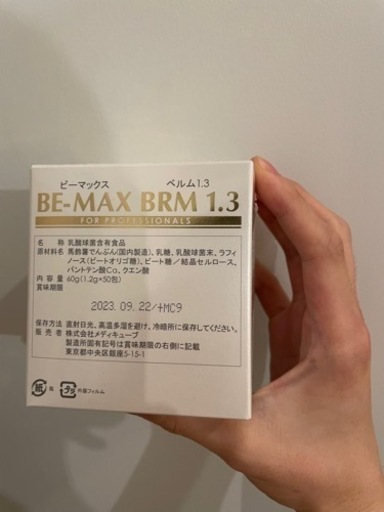 ビーマックス ベルム1.3
BE-MAX BRM 1.3
FOR PROFESSIONALS
名 称 乳酸球菌含有食品
原材料名 馬鈴薯でんぷん(国内製造)、乳糖、乳酸球菌末、ラフィ
ノース(ビートオリゴ糖)、ビート糖/結晶セルロース、
パントテン酸Ca、クエン酸
内 容 量 60g(1.2g×50包)
賞味期限
2023. 09. 22/+MC9
保存方法 直射日光、高温多湿を避け、冷暗所に保存してください。
販 売 者 株式会社メディキューブ
製造所固有記号は賞味期限の右側に記載
東京都中央区銀座5-15-1
紙 箱 プラ 外装フィルム